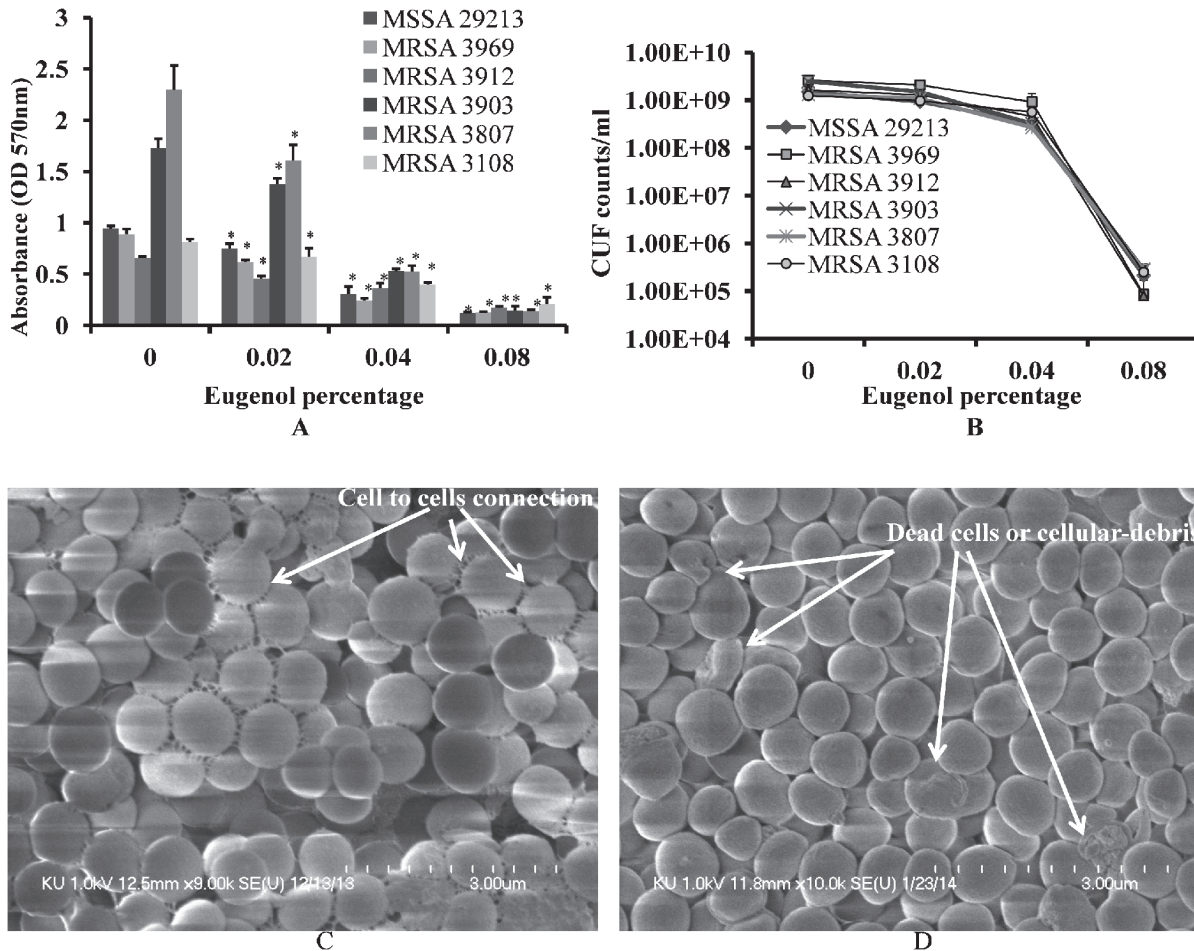 3
2.5
2
1.5
1
0.5
0
Absorbance (OD 570nm)
MSSA 29213
MRSA 3969
MRSA 3912
MRSA 3903
MRSA 3807
MRSA 3108
* * * * * *
* * * * * *
* * * * * *
0 0.02 0.04 0.08
Eugenol percentage
A
1.00E+10
1.00E+09
1.00E+08
1.00E+07
1.00E+06
1.00E+05
1.00E+04
CUF counts/ml
MSSA 29213
MRSA 3969
MRSA 3912
MRSA 3903
MRSA 3807
MRSA 3108
0 0.02 0.04 0.08
Eugenol percentage
B
Cell to cells connection
KU 1.0kV 12.5mm x9.00k SE(U) 12/13/13 3.00um
C
Dead cells or cellular-debris
KU 1.0kV 11.8mm x10.0k SE(U) 1/23/14 3.00um
D